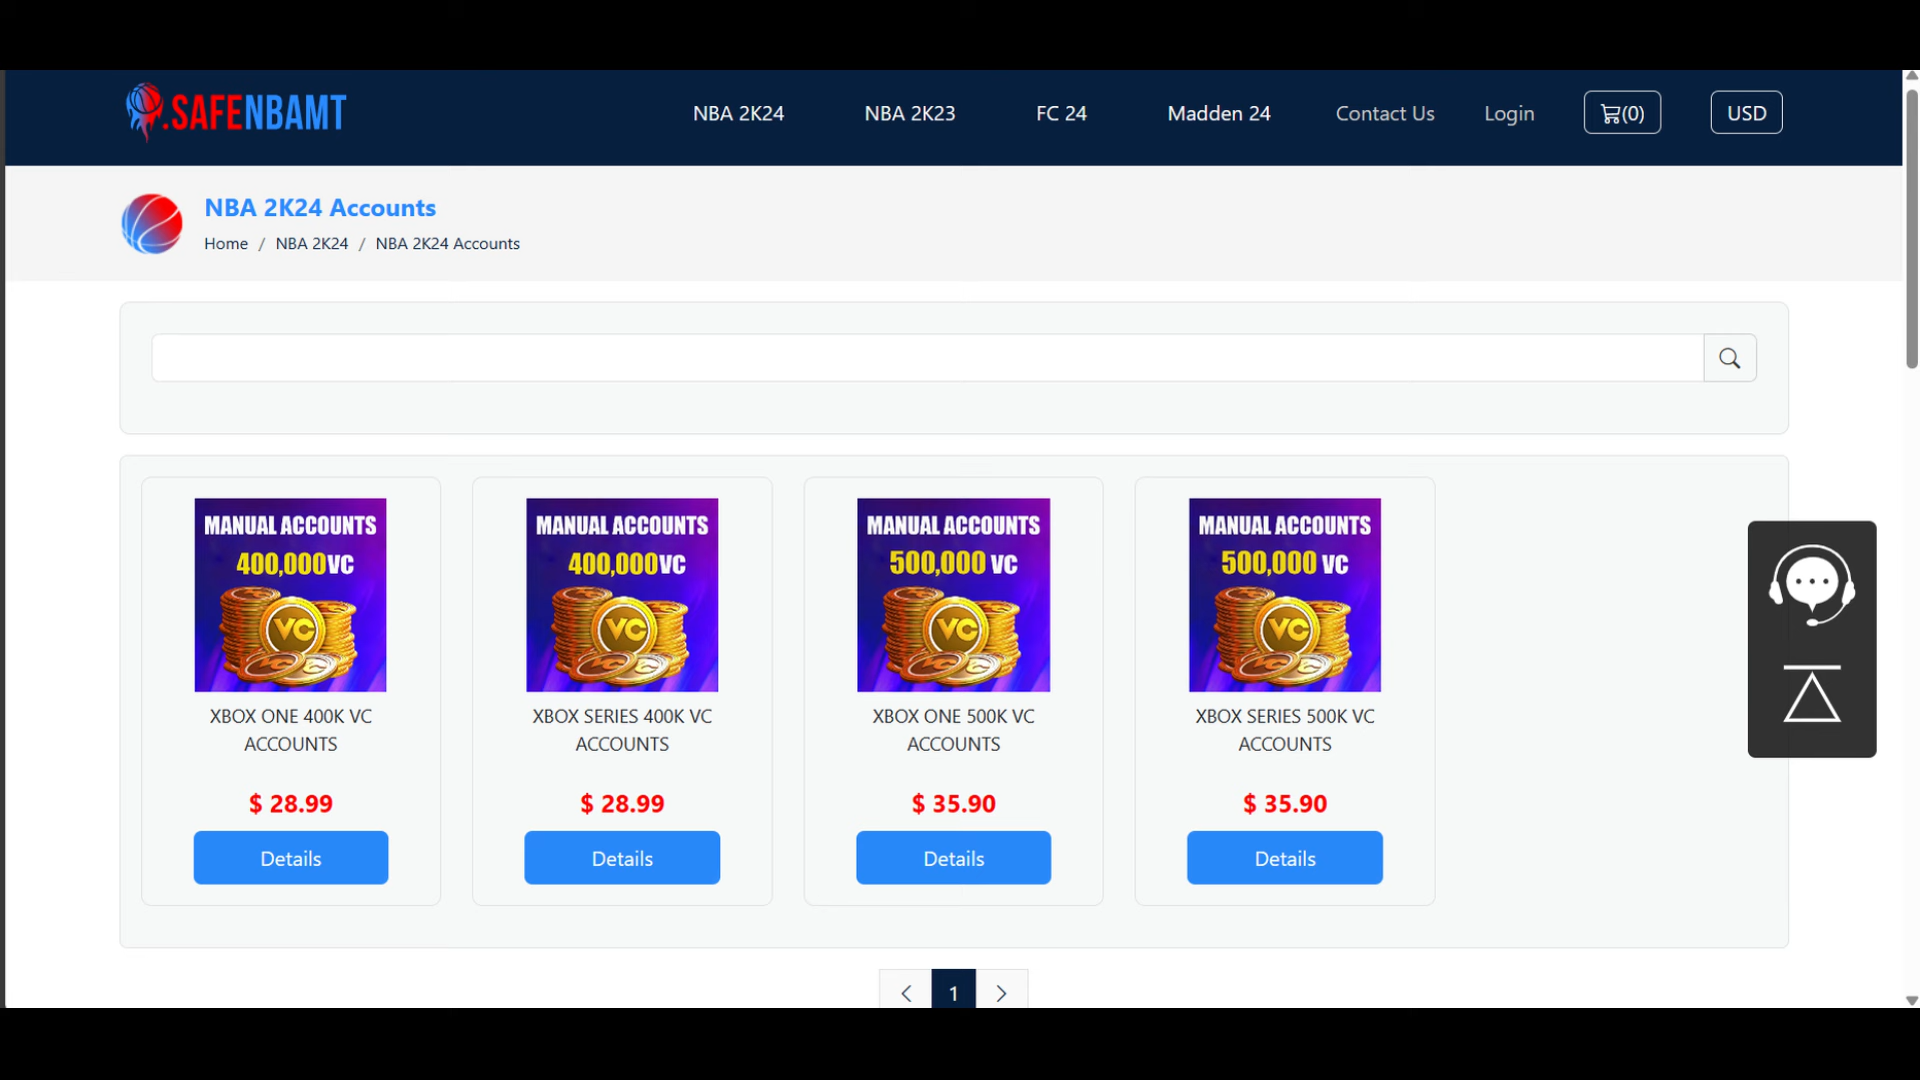 .SAFENBAMT
NBA 2K24 NBA 2K23 FC 24 Madden 24 Contact Us Login (0) USD
NBA 2K24 Accounts
Home / NBA 2K24 / NBA 2K24 Accounts
MANUAL ACCOUNTS
400,000VC
VC
XBOX ONE 400K VC
ACCOUNTS
$ 28.99
Details
MANUAL ACCOUNTS
400,000VC
VC
XBOX SERIES 400K VC
ACCOUNTS
$ 28.99
Details
MANUAL ACCOUNTS
500,000 VC
VC
XBOX ONE 500K VC
ACCOUNTS
$ 35.90
Details
MANUAL ACCOUNTS
500,000 VC
VC
XBOX SERIES 500K VC
ACCOUNTS
$ 35.90
Details
1